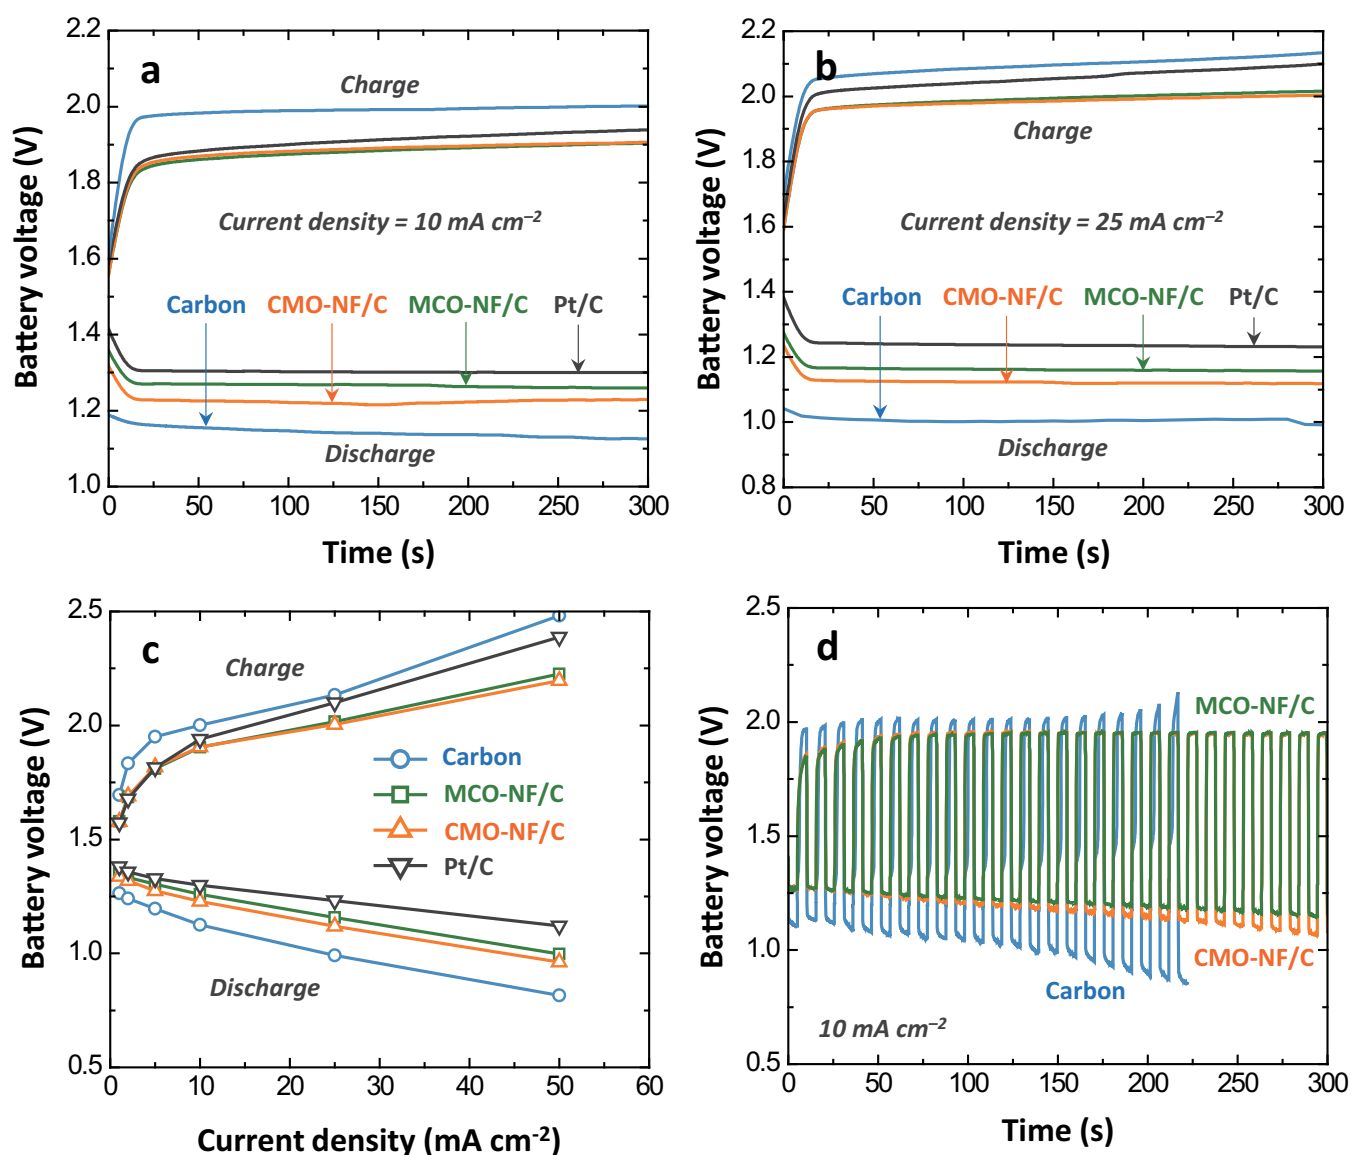 a
Charge
Current density = 10 mA cm⁻²
Carbon CMO-NF/C MCO-NF/C Pt/C
Discharge
2.2
2.0
1.8
1.6
1.4
1.2
1.0
0 50 100 150 200 250 300
Battery voltage (V)
Time (s)
b
Charge
Current density = 25 mA cm⁻²
Carbon CMO-NF/C MCO-NF/C Pt/C
Discharge
2.2
2.0
1.8
1.6
1.4
1.2
1.0
0.8
0 50 100 150 200 250 300
Battery voltage (V)
Time (s)
c
Charge
Carbon
MCO-NF/C
CMO-NF/C
Pt/C
Discharge
2.5
2.0
1.5
1.0
0.5
0 10 20 30 40 50 60
Battery voltage (V)
Current density (mA cm⁻²)
d
MCO-NF/C
CMO-NF/C
Carbon
10 mA cm⁻²
2.5
2.0
1.5
1.0
0.5
0 50 100 150 200 250 300
Battery voltage (V)
Time (s)